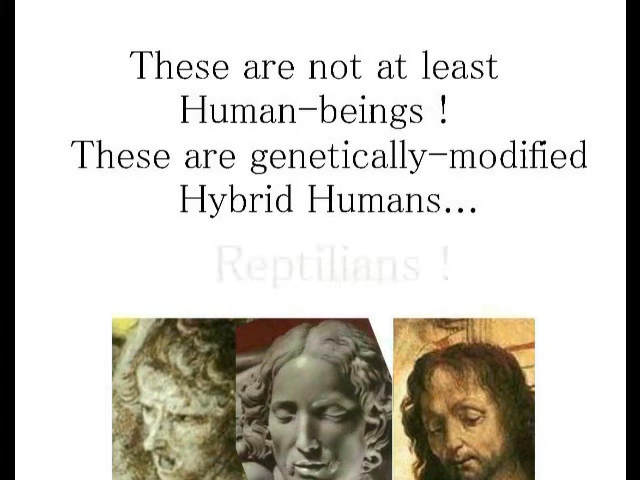 These are not at least
Human-beings !
These are genetically-modified
Hybrid Humans...
Reptilians !